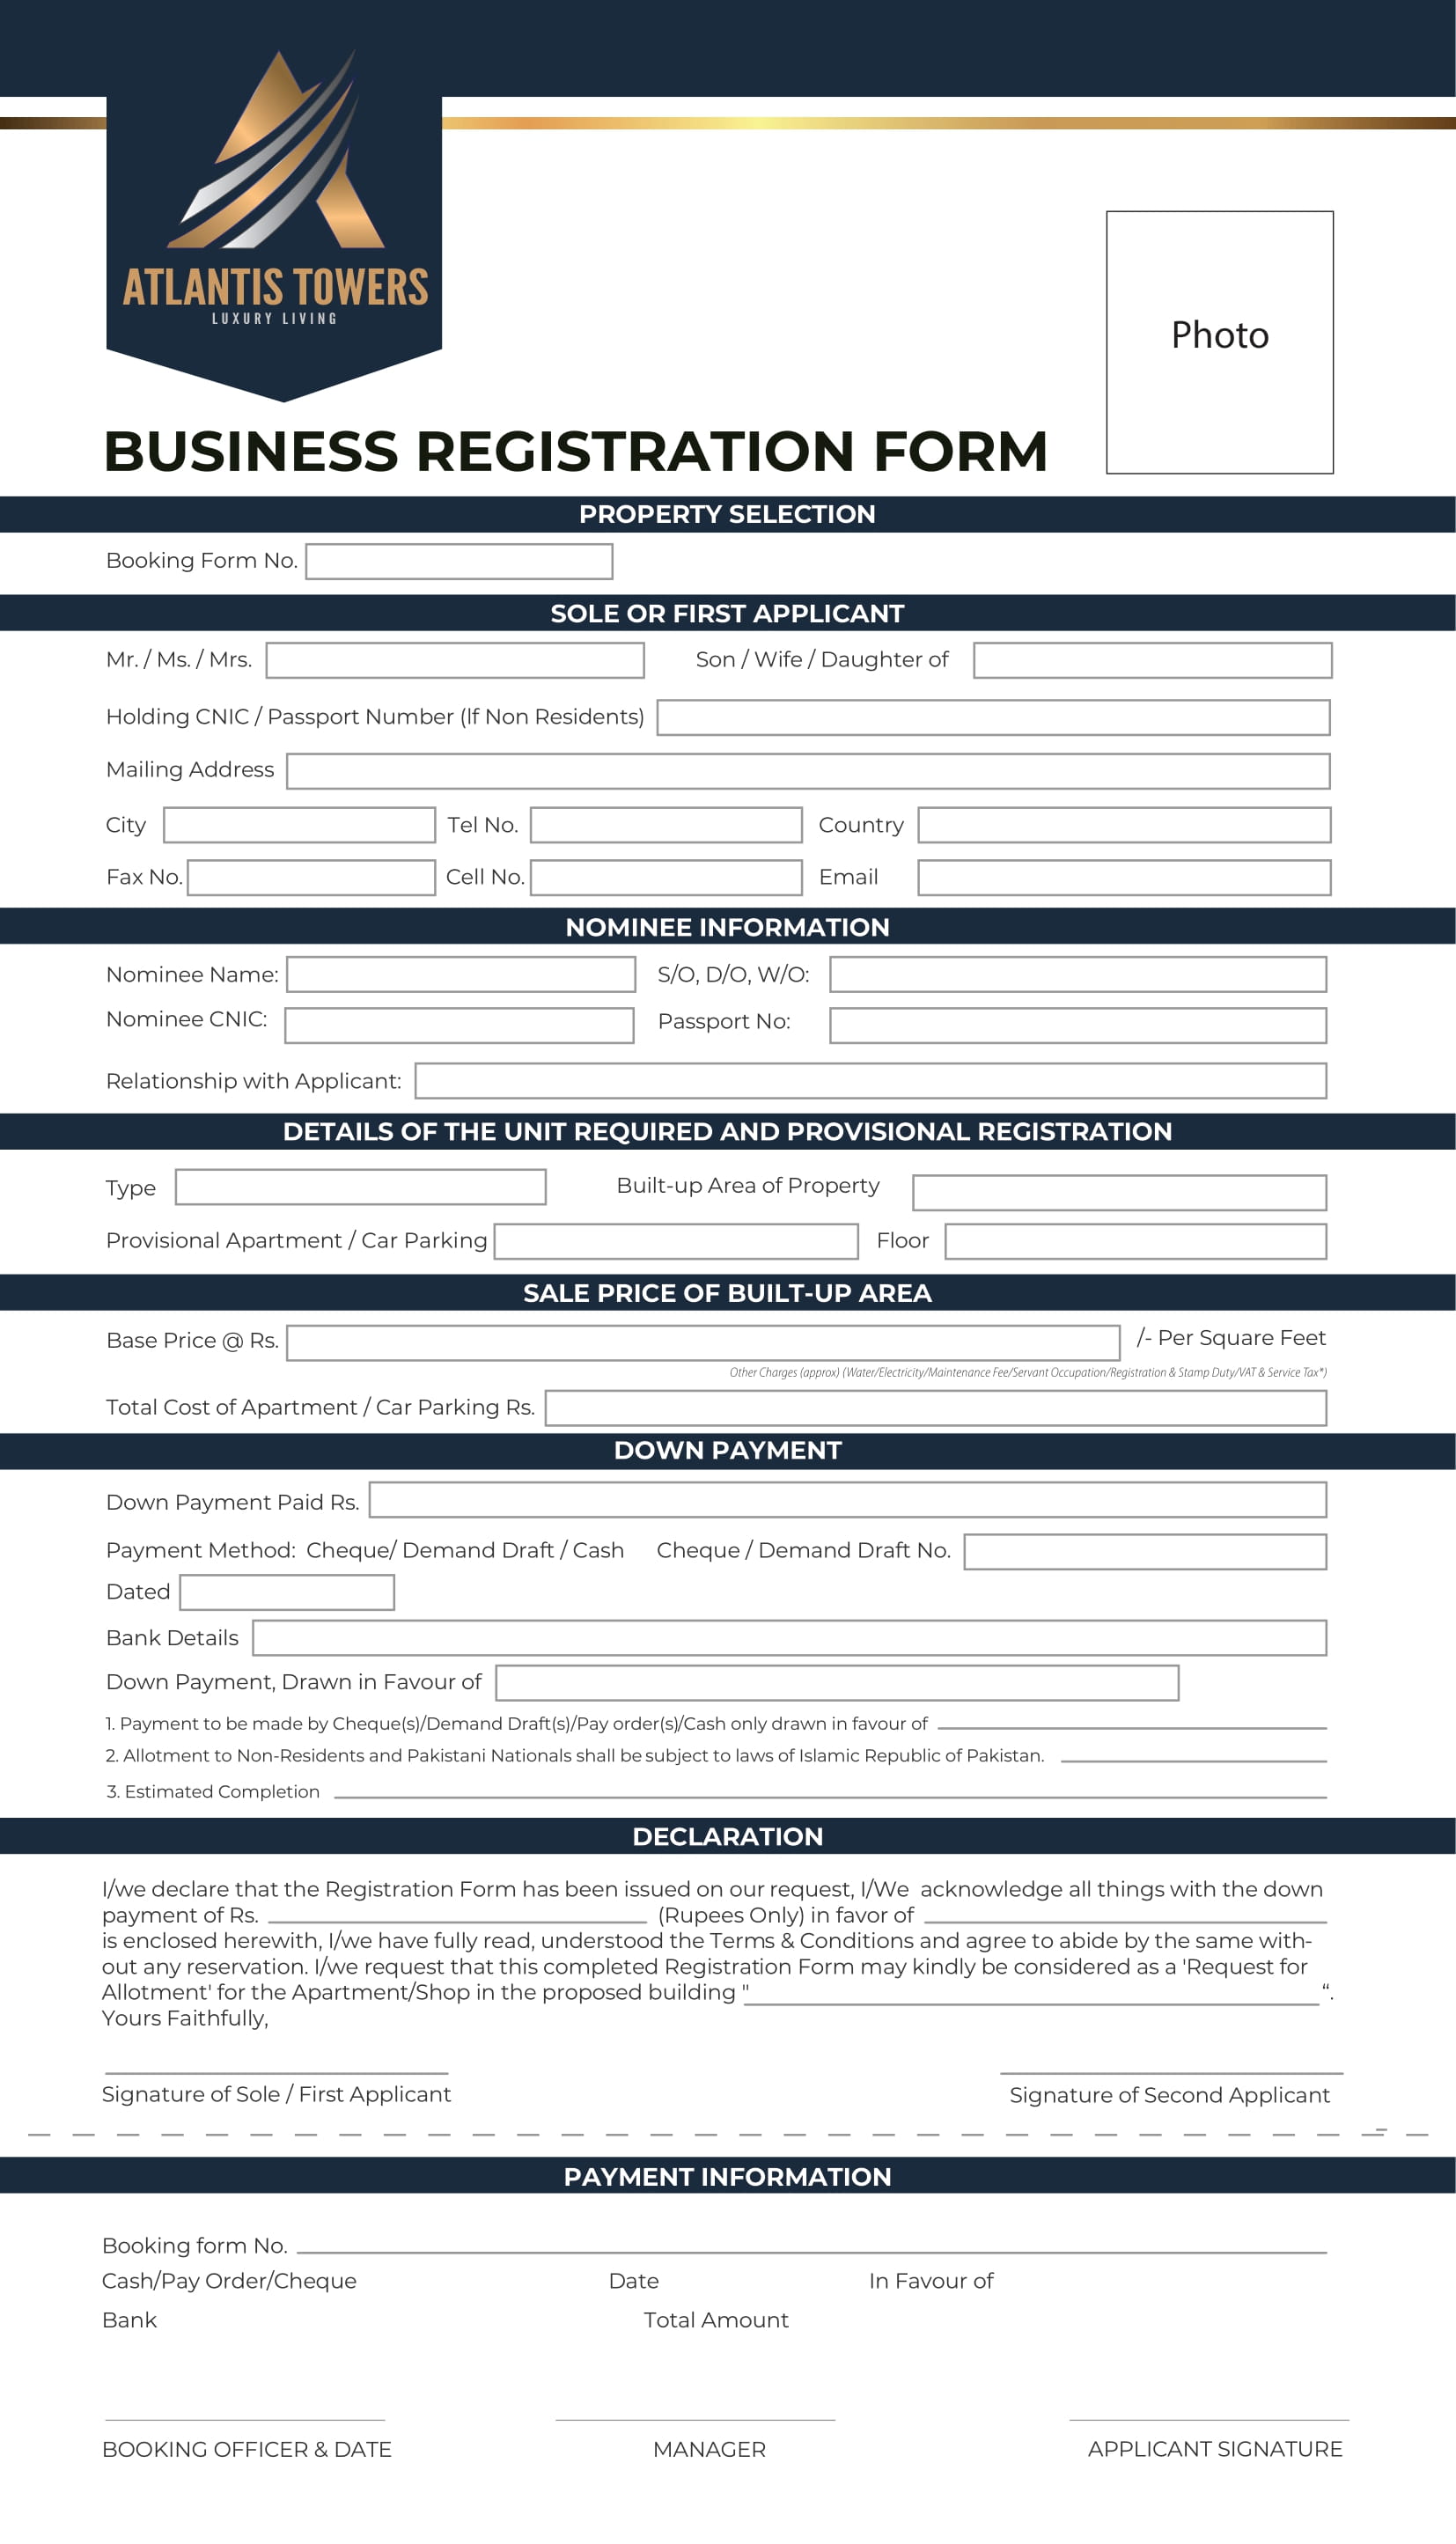 ATLANTIS TOWERS
LUXURY LIVING
Photo
BUSINESS REGISTRATION FORM
PROPERTY SELECTION
Booking Form No.
SOLE OR FIRST APPLICANT
Mr. / Ms. / Mrs. Son / Wife / Daughter of
Holding CNIC / Passport Number (If Non Residents)
Mailing Address
City Tel No. Country
Fax No. Cell No. Email
NOMINEE INFORMATION
Nominee Name: S/O, D/O, W/O:
Nominee CNIC: Passport No:
Relationship with Applicant:
DETAILS OF THE UNIT REQUIRED AND PROVISIONAL REGISTRATION
Type Built-up Area of Property
Provisional Apartment / Car Parking Floor
SALE PRICE OF BUILT-UP AREA
Base Price @ Rs. /- Per Square Feet
Other Charges (approx) (Water/Electricity/Maintenance Fee/Servant Occupation/Registration & Stamp Duty/VAT & Service Tax*)
Total Cost of Apartment / Car Parking Rs.
DOWN PAYMENT
Down Payment Paid Rs.
Payment Method: Cheque/ Demand Draft / Cash Cheque / Demand Draft No.
Dated
Bank Details
Down Payment, Drawn in Favour of
1. Payment to be made by Cheque(s)/Demand Draft(s)/Pay order(s)/Cash only drawn in favour of
2. Allotment to Non-Residents and Pakistani Nationals shall be subject to laws of Islamic Republic of Pakistan.
3. Estimated Completion
DECLARATION
I/we declare that the Registration Form has been issued on our request, I/We acknowledge all things with the down
payment of Rs. (Rupees Only) in favor of
is enclosed herewith, I/we have fully read, understood the Terms & Conditions and agree to abide by the same with-
out any reservation. I/we request that this completed Registration Form may kindly be considered as a 'Request for
Allotment' for the Apartment/Shop in the proposed building " “.
Yours Faithfully,
Signature of Sole / First Applicant Signature of Second Applicant
PAYMENT INFORMATION
Booking form No.
Cash/Pay Order/Cheque Date In Favour of
Bank Total Amount
BOOKING OFFICER & DATE MANAGER APPLICANT SIGNATURE